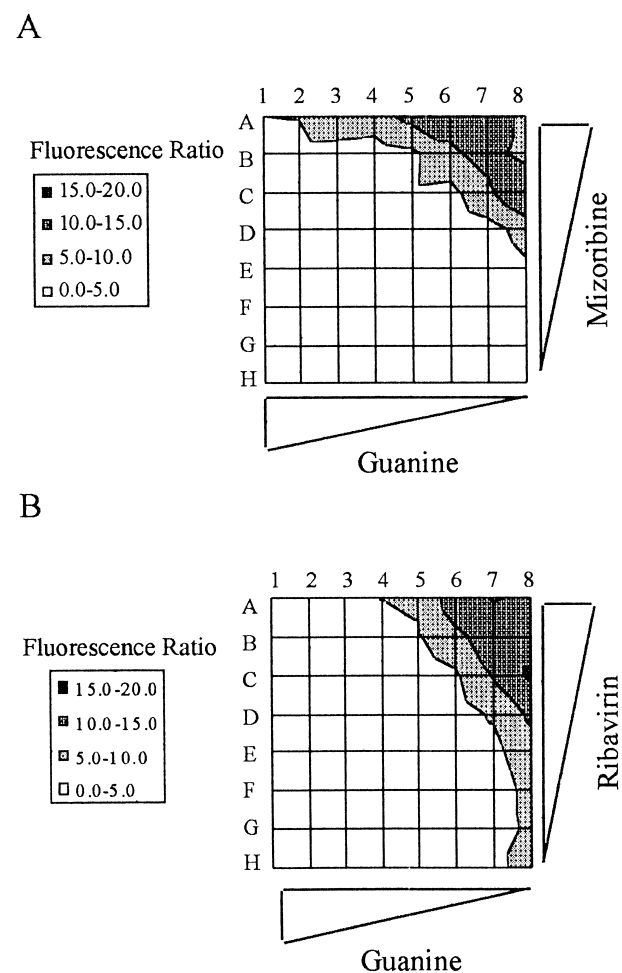 A
1 2 3 4 5 6 7 8
A
B
C
D
E
F
G
H
Fluorescence Ratio
15.0-20.0
10.0-15.0
5.0-10.0
0.0-5.0
Mizoribine
Guanine
B
1 2 3 4 5 6 7 8
A
B
C
D
E
F
G
H
Fluorescence Ratio
15.0-20.0
10.0-15.0
5.0-10.0
0.0-5.0
Ribavirin
Guanine